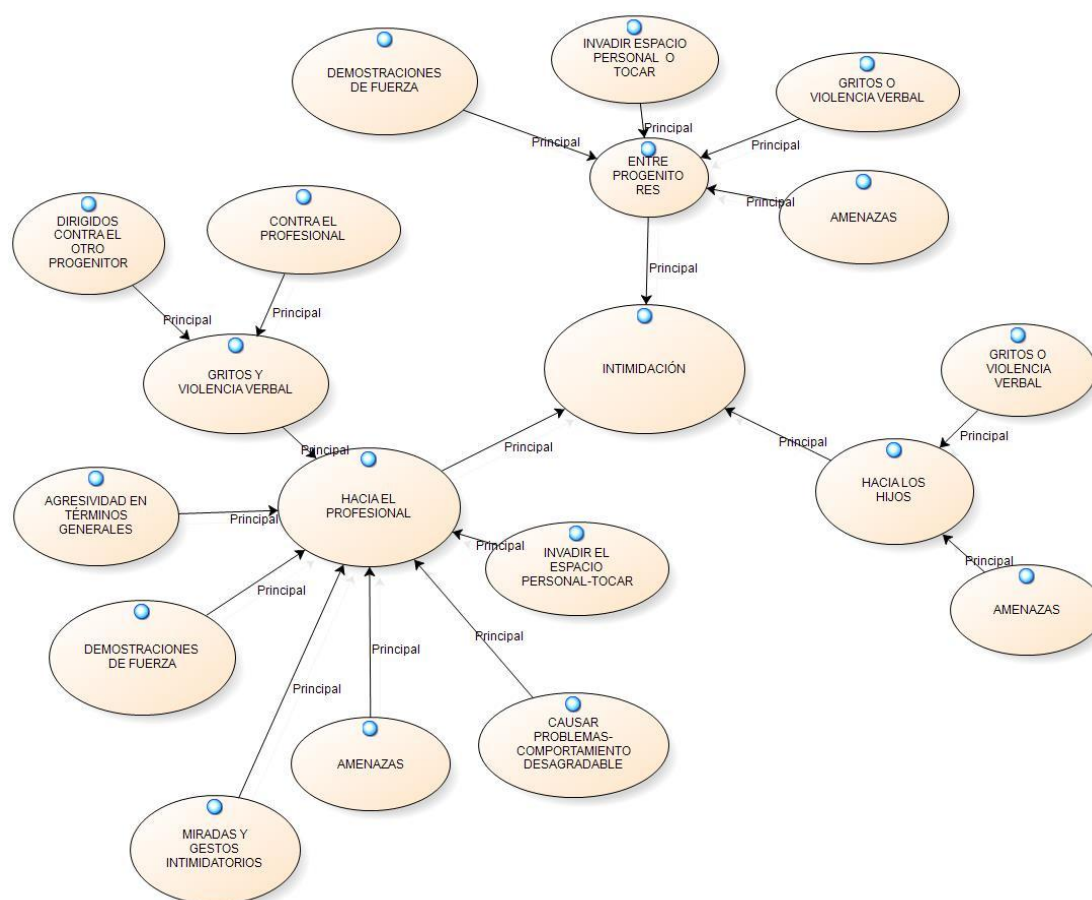 DEMOSTRACIONES
DE FUERZA
INVADIR ESPACIO
PERSONAL O
TOCAR
GRITOS O
VIOLENCIA VERBAL
Principal
Principal
Principal
ENTRE
PROGENITO
RES
Principal
AMENAZAS
DIRIGIDOS
CONTRA EL
OTRO
PROGENITOR
CONTRA EL
PROFESIONAL
Principal
Principal
Principal
GRITOS Y
VIOLENCIA VERBAL
INTIMIDACIÓN
GRITOS O
VIOLENCIA
VERBAL
Principal
Principal
Principal
Principal
HACIA EL
PROFESIONAL
HACIA LOS
HIJOS
AGRESIVIDAD EN
TÉRMINOS
GENERALES
Principal
Principal
INVADIR EL
ESPACIO
PERSONAL-TOCAR
Principal
AMENAZAS
Principal
DEMOSTRACIONES
DE FUERZA
Principal
Principal
Principal
CAUSAR
PROBLEMAS-
COMPORTAMIENTO
DESAGRADABLE
AMENAZAS
MIRADAS Y
GESTOS
INTIMIDATORIOS